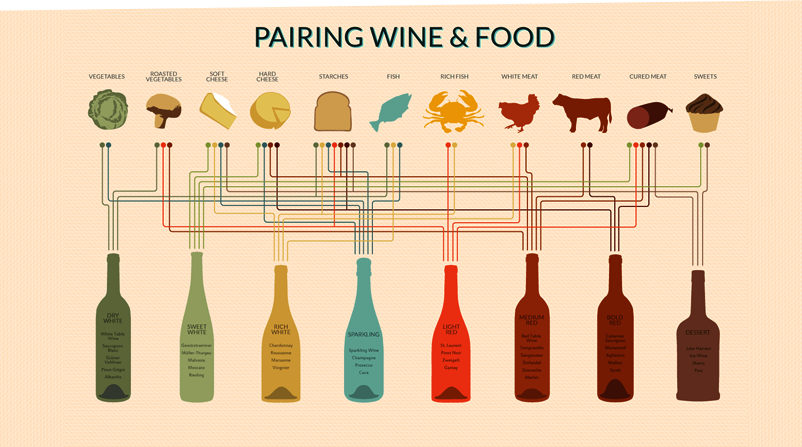 PAIRING WINE & FOOD
VEGETABLES
ROASTED
VEGETABLES
SOFT
CHEESE
HARD
CHEESE
STARCHES
FISH
RICH FISH
WHITE MEAT
RED MEAT
CURED MEAT
SWEETS
DRY
WHITE
White Table
Wine
Sauvignon
Blanc
Grüner
Veltliner
Pinot Grigio
Albariño
SWEET
WHITE
Gewürztraminer
Müller-Thurgau
Malvasia
Moscato
Riesling
RICH
WHITE
Chardonnay
Roussanne
Marsanne
Viognier
SPARKLING
Sparkling Wine
Champagne
Prosecco
Cava
LIGHT
RED
St. Laurent
Pinot Noir
Zweigelt
Gamay
MEDIUM
RED
Red Table
Wine
Tempranillo
Sangiovese
Zinfandel
Grenache
Merlot
BOLD
RED
Cabernet
Sauvignon
Monastrell
Aglianico
Malbec
Syrah
DESSERT
Late Harvest
Ice Wine
Sherry
Port